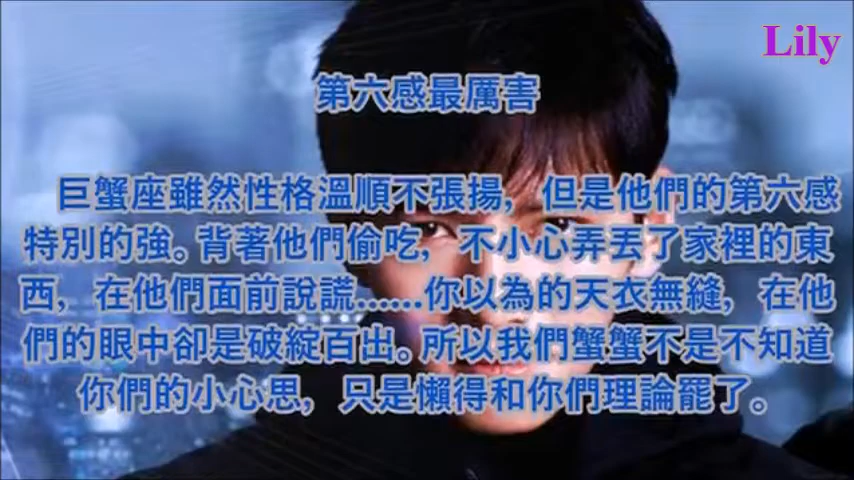 Lily
第六感最厲害
巨蟹座雖然性格溫順不張揚，但是他們的第六感
特別的強。背著他們偷吃，不小心弄丟了家裡的東
西，在他們面前說謊......你以為的天衣無縫，在他
們的眼中卻是破綻百出。所以我們蟹蟹不是不知道
你們的小心思，只是懶得和你們理論罷了。